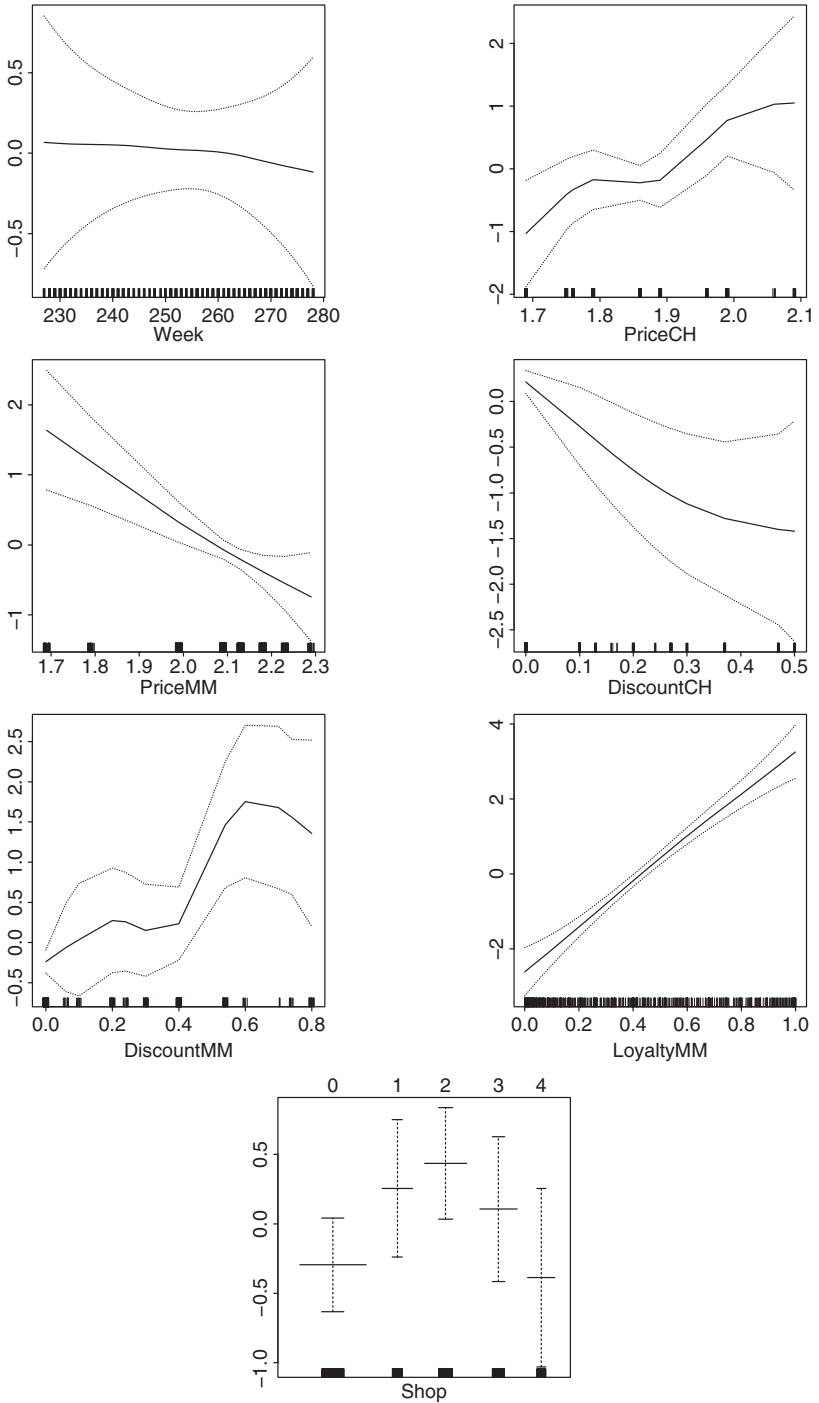 0.5
0.0
−0.5
230 240 250 260 270 280
Week
2
1
0
−1
−2
1.7 1.8 1.9 2.0 2.1
PriceCH
2
1
0
−1
1.7 1.8 1.9 2.0 2.1 2.2 2.3
PriceMM
0.0
−0.5
−1.0
−1.5
−2.0
−2.5
0.0 0.1 0.2 0.3 0.4 0.5
DiscountCH
2.5
2.0
1.5
1.0
0.5
0.0
−0.5
0.0 0.2 0.4 0.6 0.8
DiscountMM
4
2
0
−2
0.0 0.2 0.4 0.6 0.8 1.0
LoyaltyMM
0 1 2 3 4
0.5
0.0
−0.5
−1.0
Shop